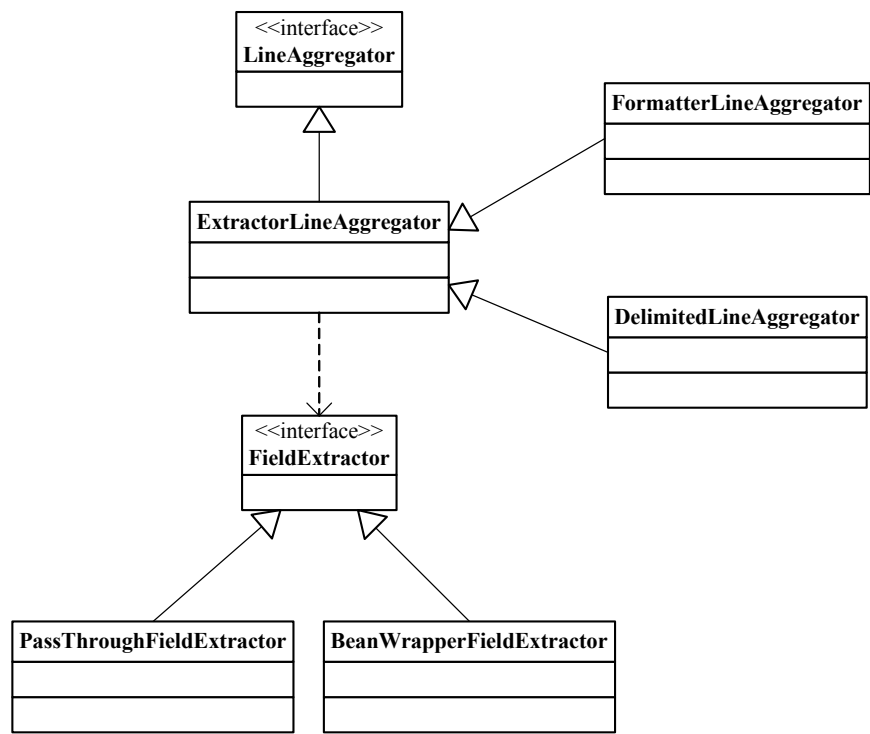 <<interface>>
LineAggregator
FormatterLineAggregator
ExtractorLineAggregator
DelimitedLineAggregator
<<interface>>
FieldExtractor
PassThroughFieldExtractor
BeanWrapperFieldExtractor